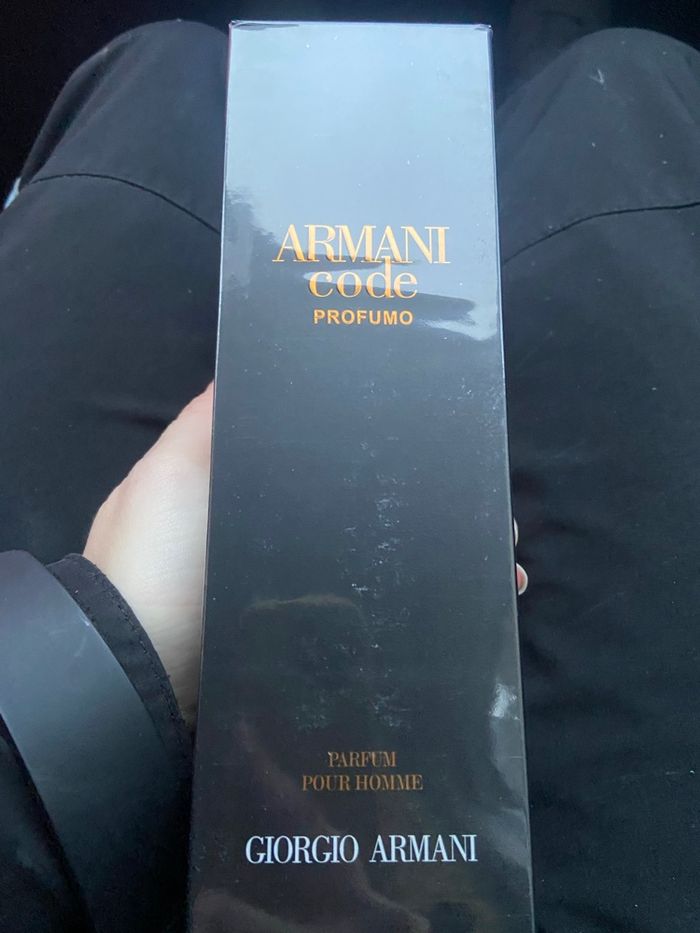 ARMANI
code
PROFUMO
PARFUM
POUR HOMME
GIORGIO ARMANI